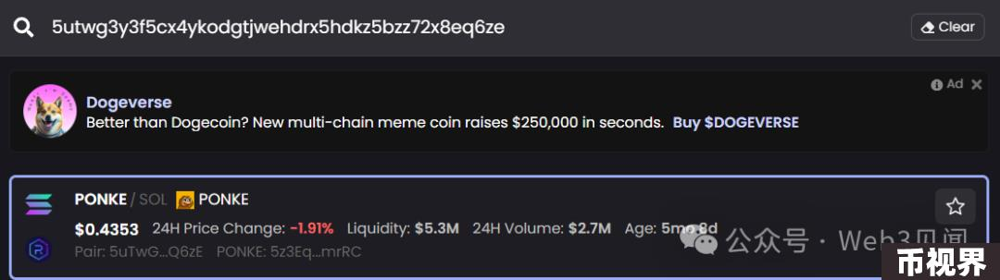 5utwg3y3f5cx4ykodgtjwehdrx5hdkz5bzz72x8eq6ze
Clear
Ad
Dogeverse
Better than Dogecoin? New multi-chain meme coin raises $250,000 in seconds. Buy $DOGEVERSE
PONKE / SOL PONKE
$0.4353 24H Price Change: -1.91% Liquidity: $5.3M 24H Volume: $2.7M Age: 5mo 8d
Pair: 5uTwG...Q6zE PONKE: 5z3Eq...mrRC
公众号 · Web3见闻
币视界